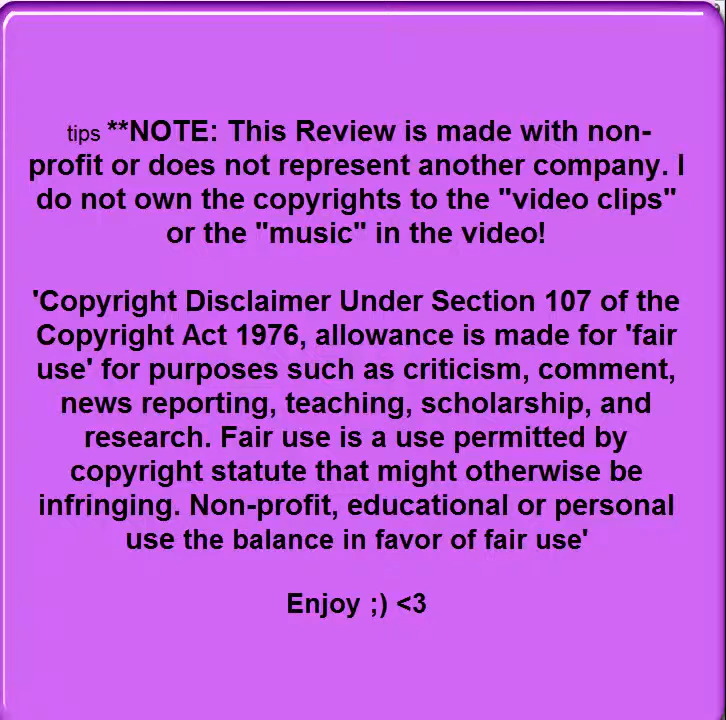 tips **NOTE: This Review is made with non-
profit or does not represent another company. I
do not own the copyrights to the "video clips"
or the "music" in the video!
'Copyright Disclaimer Under Section 107 of the
Copyright Act 1976, allowance is made for 'fair
use' for purposes such as criticism, comment,
news reporting, teaching, scholarship, and
research. Fair use is a use permitted by
copyright statute that might otherwise be
infringing. Non-profit, educational or personal
use the balance in favor of fair use'
Enjoy ;) <3